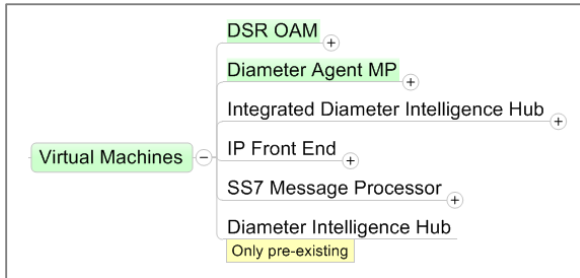 DSR OAM
Diameter Agent MP
Integrated Diameter Intelligence Hub
Virtual Machines
IP Front End
SS7 Message Processor
Diameter Intelligence Hub
Only pre-existing